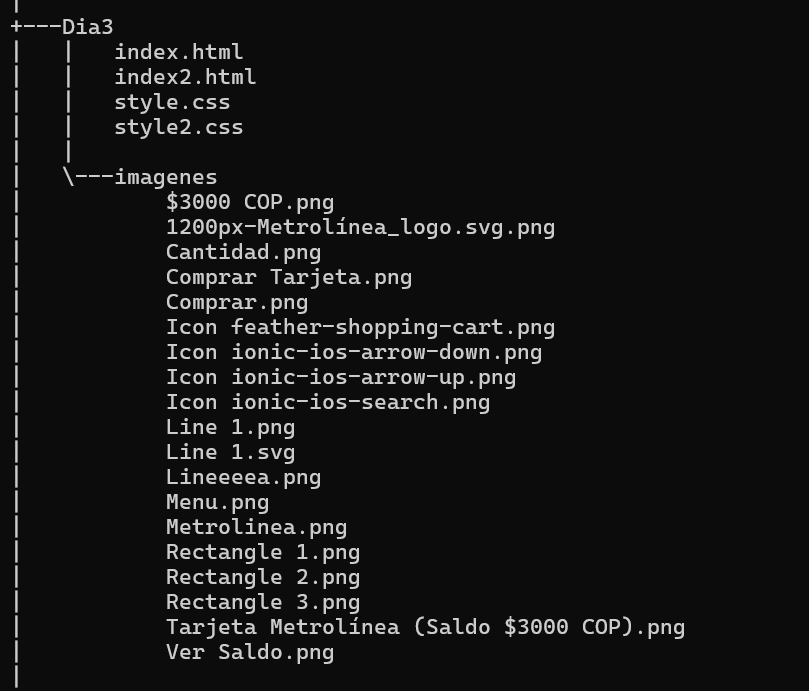 |
+---Dia3
|   |   index.html
|   |   index2.html
|   |   style.css
|   |   style2.css
|   |
|   \---imagenes
|           $3000 COP.png
|           1200px-Metrolínea_logo.svg.png
|           Cantidad.png
|           Comprar Tarjeta.png
|           Comprar.png
|           Icon feather-shopping-cart.png
|           Icon ionic-ios-arrow-down.png
|           Icon ionic-ios-arrow-up.png
|           Icon ionic-ios-search.png
|           Line 1.png
|           Line 1.svg
|           Lineeeea.png
|           Menu.png
|           Metrolinea.png
|           Rectangle 1.png
|           Rectangle 2.png
|           Rectangle 3.png
|           Tarjeta Metrolínea (Saldo $3000 COP).png
|           Ver Saldo.png
|